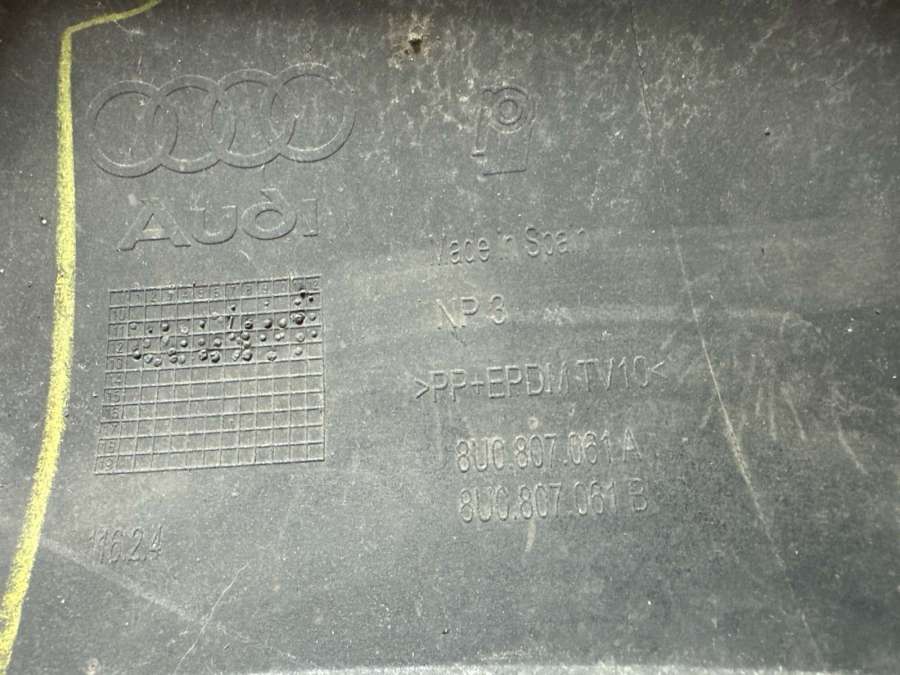 Audi
p
Made in Spain
NP 3
>PP+EPDM-TV10<
8U0.807.061 A
8U0.807.061 B
116.2.4